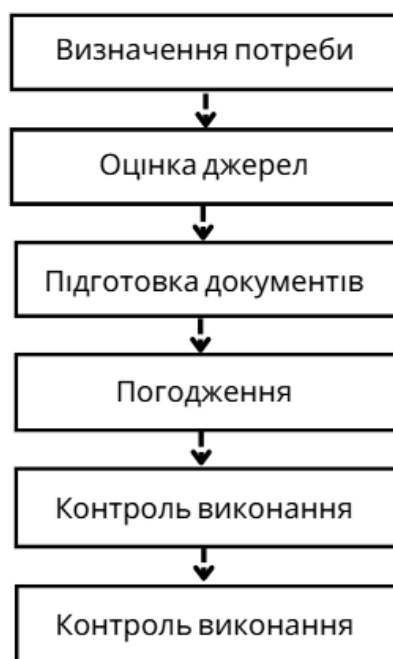 Визначення потреби
Оцінка джерел
Підготовка документів
Погодження
Контроль виконання
Контроль виконання